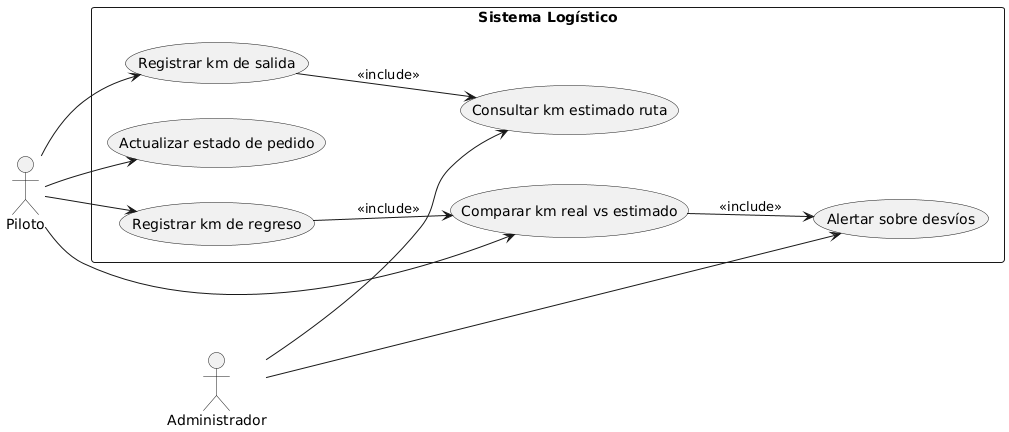 Sistema Logístico
Registrar km de salida
«include»
Consultar km estimado ruta
Actualizar estado de pedido
Piloto
Registrar km de regreso
«include»
Comparar km real vs estimado
«include»
Alertar sobre desvíos
Administrador